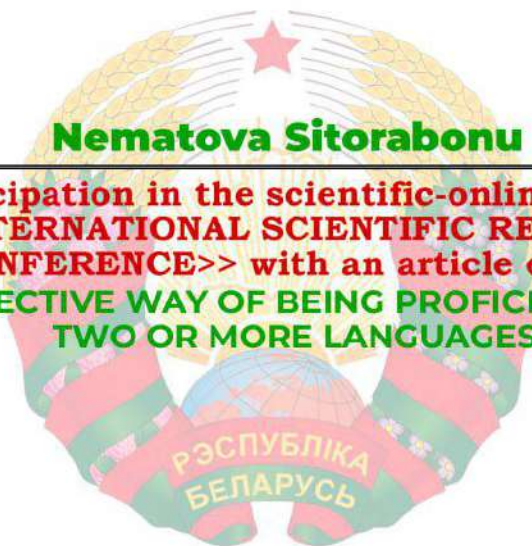 Nematova Sitorabonu
cipation in the scientific-onlin
TERNATIONAL SCIENTIFIC RE
NFERENCE>> with an article
ECTIVE WAY OF BEING PROFICI
TWO OR MORE LANGUAGES
РЭСПУБЛІКА
БЕЛАРУСЬ